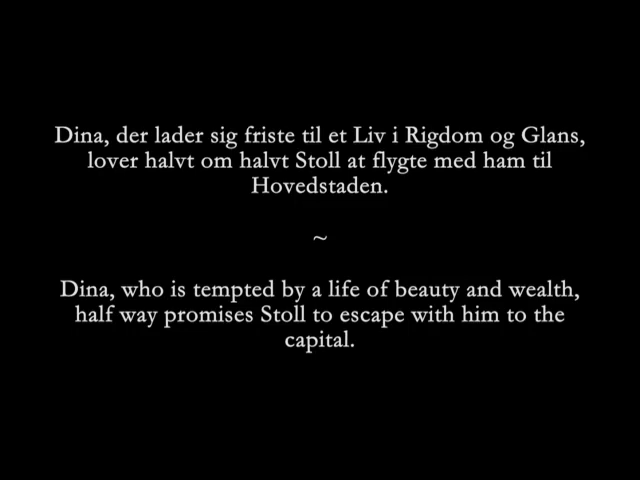 Dina, der lader sig friste til et Liv i Rigdom og Glans,
lover halvt om halvt Stoll at flygte med ham til
Hovedstaden.
~
Dina, who is tempted by a life of beauty and wealth,
half way promises Stoll to escape with him to the
capital.